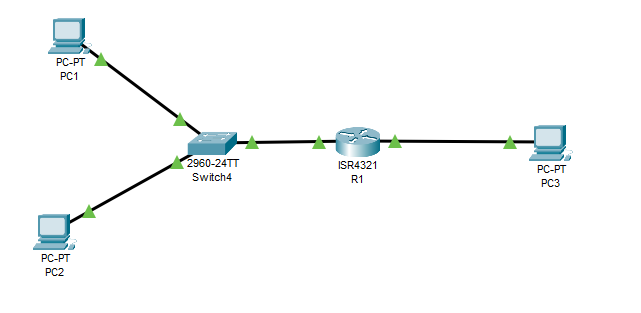 PC-PT
PC1
2960-24TT
Switch4
ISR4321
R1
PC-PT
PC3
PC-PT
PC2